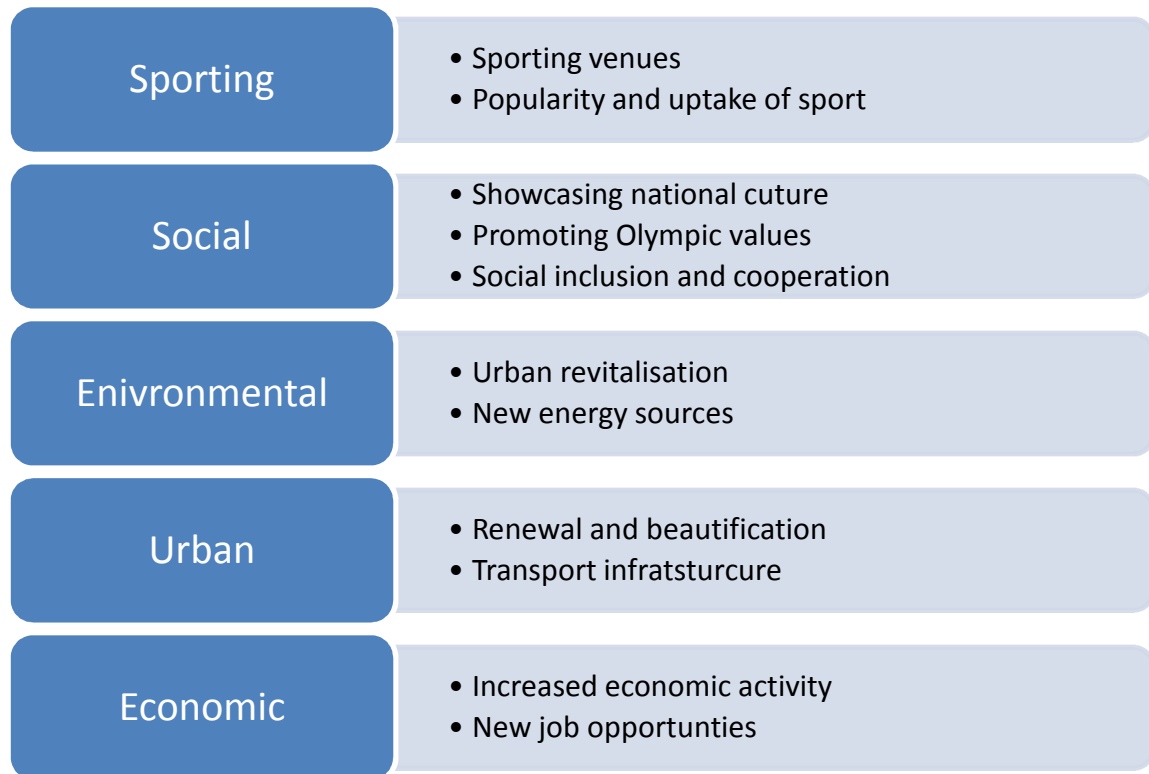 Sporting
• Sporting venues
• Popularity and uptake of sport
Social
• Showcasing national cuture
• Promoting Olympic values
• Social inclusion and cooperation
Enivronmental
• Urban revitalisation
• New energy sources
Urban
• Renewal and beautification
• Transport infratsturcure
Economic
• Increased economic activity
• New job opportunties